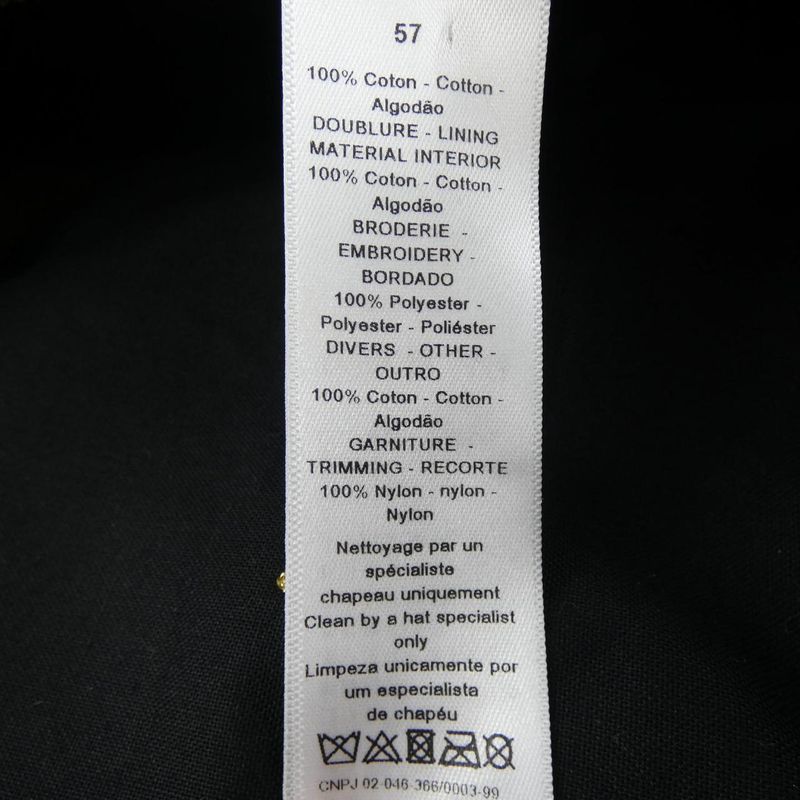 57
100% Coton - Cotton -
Algodão
DOUBLURE - LINING
MATERIAL INTERIOR
100% Coton - Cotton -
Algodão
BRODERIE -
EMBROIDERY -
BORDADO
100% Polyester -
Polyester - Poliéster
DIVERS - OTHER -
OUTRO
100% Coton - Cotton -
Algodão
GARNITURE -
TRIMMING - RECORTE
100% Nylon - nylon -
Nylon
Nettoyage par un
spécialiste
chapeau uniquement
Clean by a hat specialist
only
Limpeza unicamente por
um especialista
de chapéu
CNPJ 02-046-366/0003-99